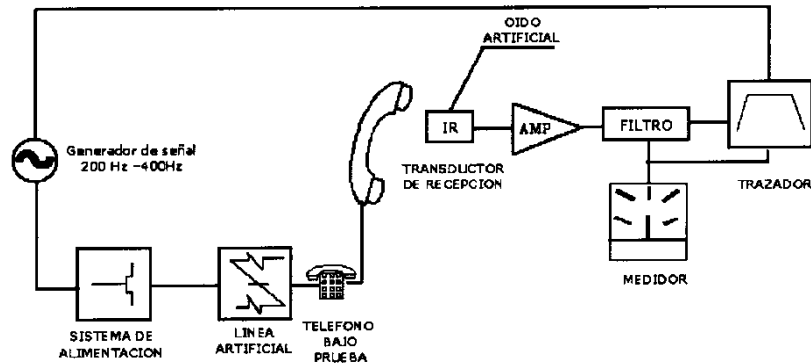 OIDO
ARTIFICIAL
IR
AMP
FILTRO
Generador de señal
200 Hz -400Hz
TRANSDUCTOR
DE RECEPCION
TRAZADOR
MEDIDOR
SISTEMA DE
ALIMENTACION
LINEA
ARTIFICIAL
TELEFONO
BAJO
PRUEBA